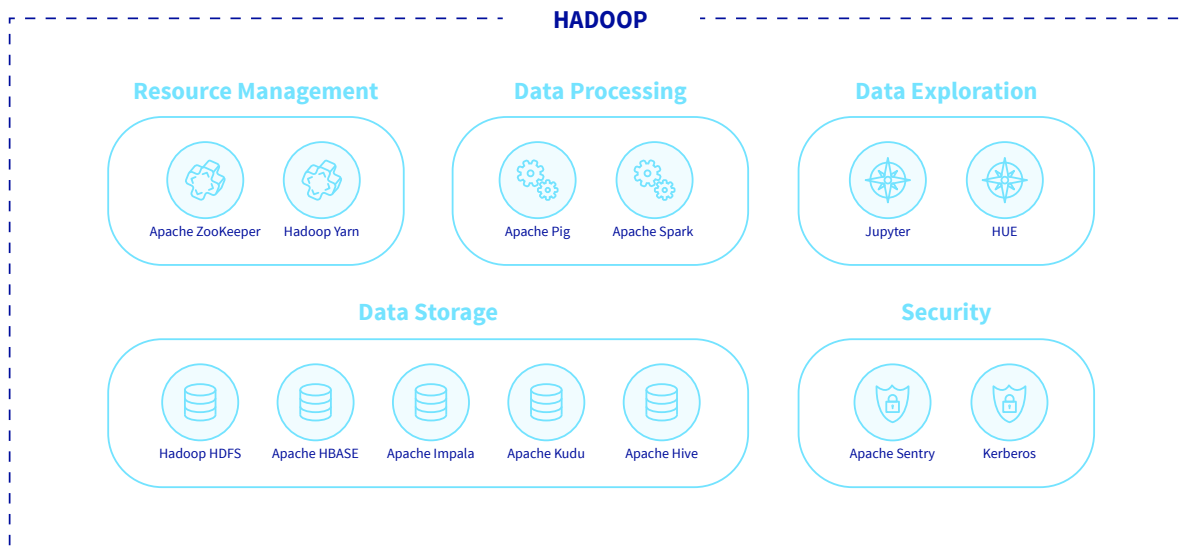 HADOOP
Resource Management
Data Processing
Data Exploration
Apache ZooKeeper
Hadoop Yarn
Apache Pig
Apache Spark
Jupyter
HUE
Data Storage
Security
Hadoop HDFS
Apache HBASE
Apache Impala
Apache Kudu
Apache Hive
Apache Sentry
Kerberos